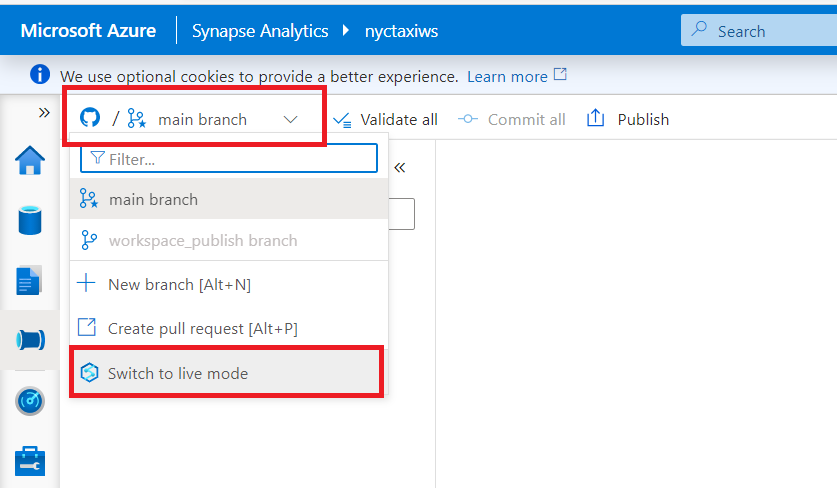 Microsoft Azure Synapse Analytics nyctaxiws Search
We use optional cookies to provide a better experience. Learn more
/ main branch Validate all Commit all Publish
Filter...
main branch
workspace_publish branch
New branch [Alt+N]
Create pull request [Alt+P]
Switch to live mode